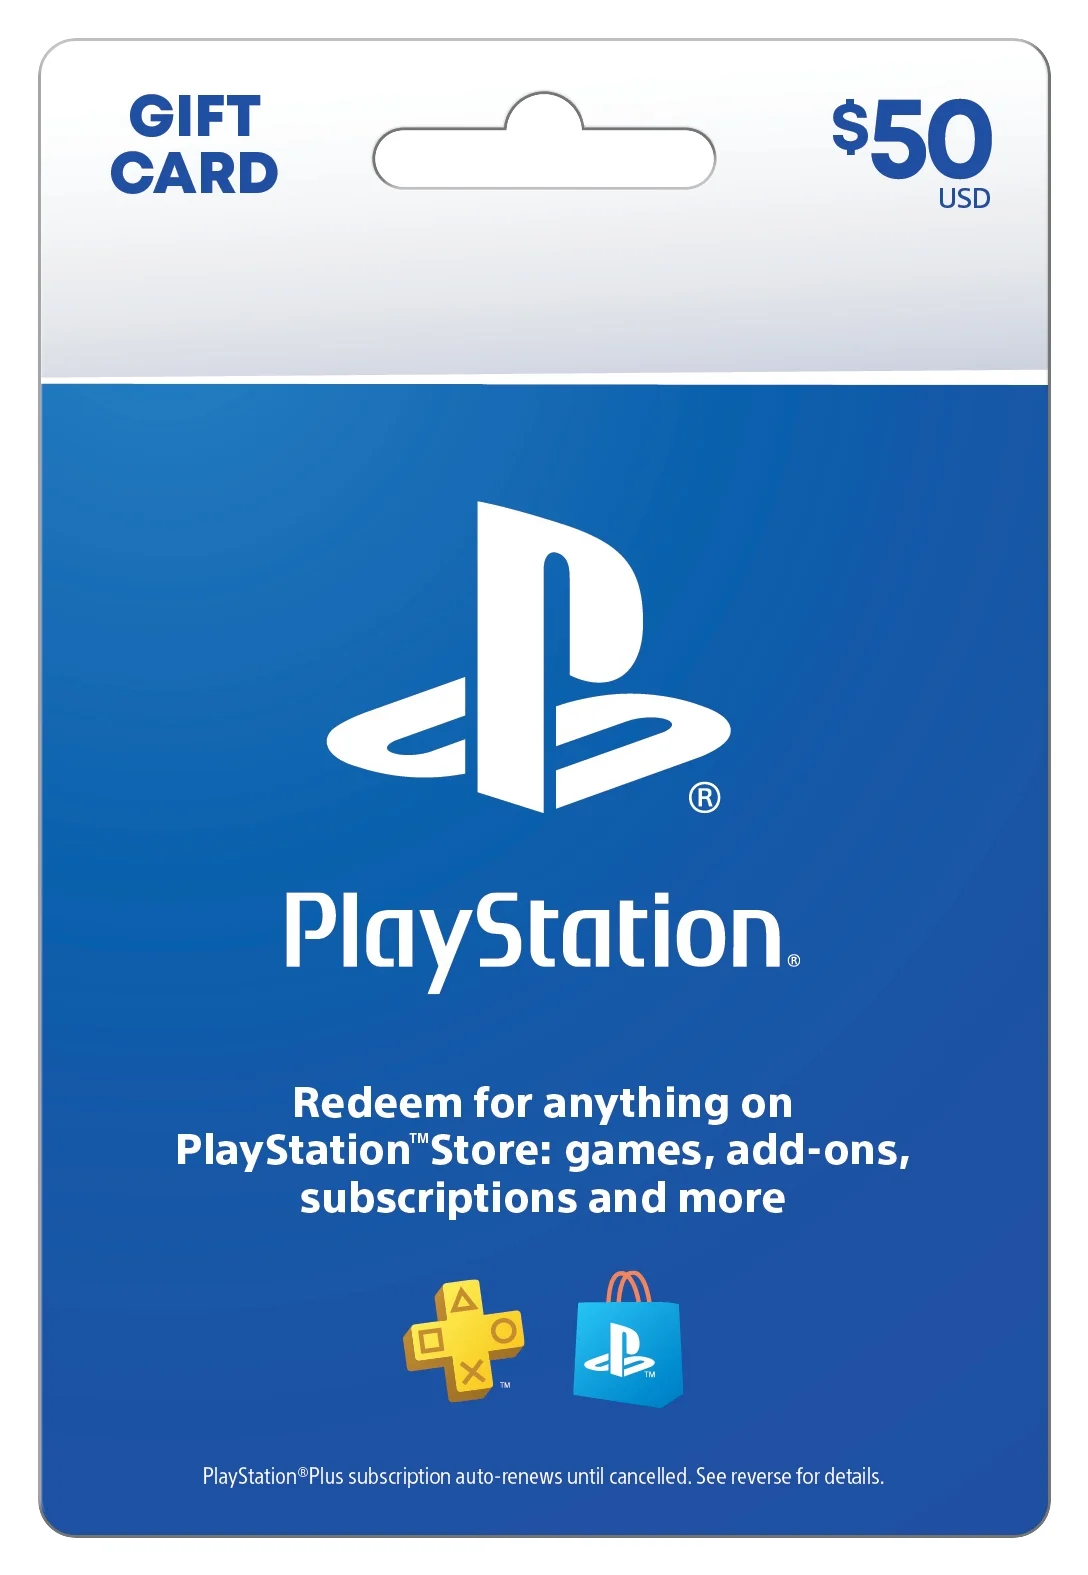 GIFT
CARD
$50
USD
®
PlayStation®
Redeem for anything on
PlayStation™Store: games, add-ons,
subscriptions and more
™
™
PlayStation®Plus subscription auto-renews until cancelled. See reverse for details.